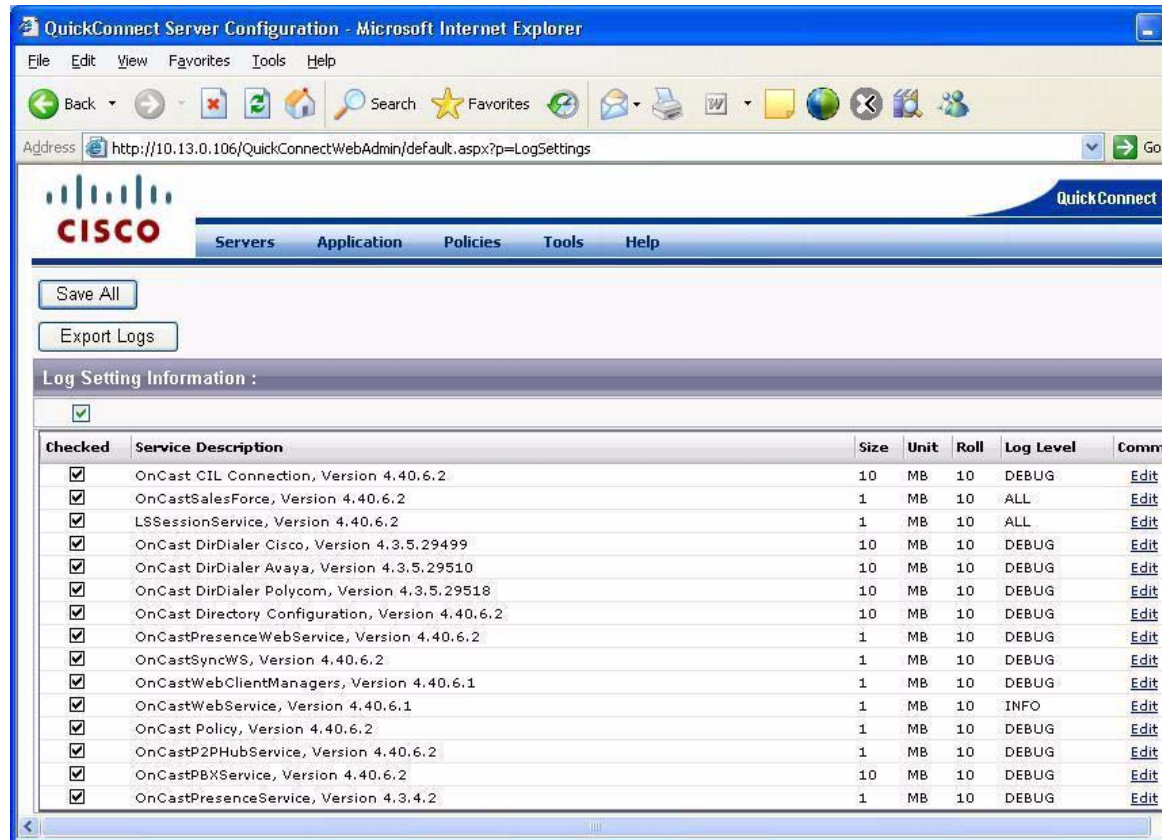 QuickConnect Server Configuration - Microsoft Internet Explorer
File Edit View Favorites Tools Help
Back Search Favorites
Address http://10.13.0.106/QuickConnectWebAdmin/default.aspx?p=LogSettings Go
CISCO
QuickConnect
Servers Application Policies Tools Help
Save All
Export Logs
Log Setting Information :
Checked Service Description Size Unit Roll Log Level Comm
OnCast CIL Connection, Version 4.40.6.2 10 MB 10 DEBUG Edit
OnCastSalesForce, Version 4.40.6.2 1 MB 10 ALL Edit
LSSessionService, Version 4.40.6.2 1 MB 10 ALL Edit
OnCast DirDialer Cisco, Version 4.3.5.29499 10 MB 10 DEBUG Edit
OnCast DirDialer Avaya, Version 4.3.5.29510 10 MB 10 DEBUG Edit
OnCast DirDialer Polycom, Version 4.3.5.29518 10 MB 10 DEBUG Edit
OnCast Directory Configuration, Version 4.40.6.2 10 MB 10 DEBUG Edit
OnCastPresenceWebService, Version 4.40.6.2 1 MB 10 DEBUG Edit
OnCastSyncWS, Version 4.40.6.2 1 MB 10 DEBUG Edit
OnCastWebClientManagers, Version 4.40.6.1 1 MB 10 DEBUG Edit
OnCastWebService, Version 4.40.6.1 1 MB 10 INFO Edit
OnCast Policy, Version 4.40.6.2 1 MB 10 DEBUG Edit
OnCastP2PHubService, Version 4.40.6.2 1 MB 10 DEBUG Edit
OnCastPBXService, Version 4.40.6.2 10 MB 10 DEBUG Edit
OnCastPresenceService, Version 4.3.4.2 1 MB 10 DEBUG Edit